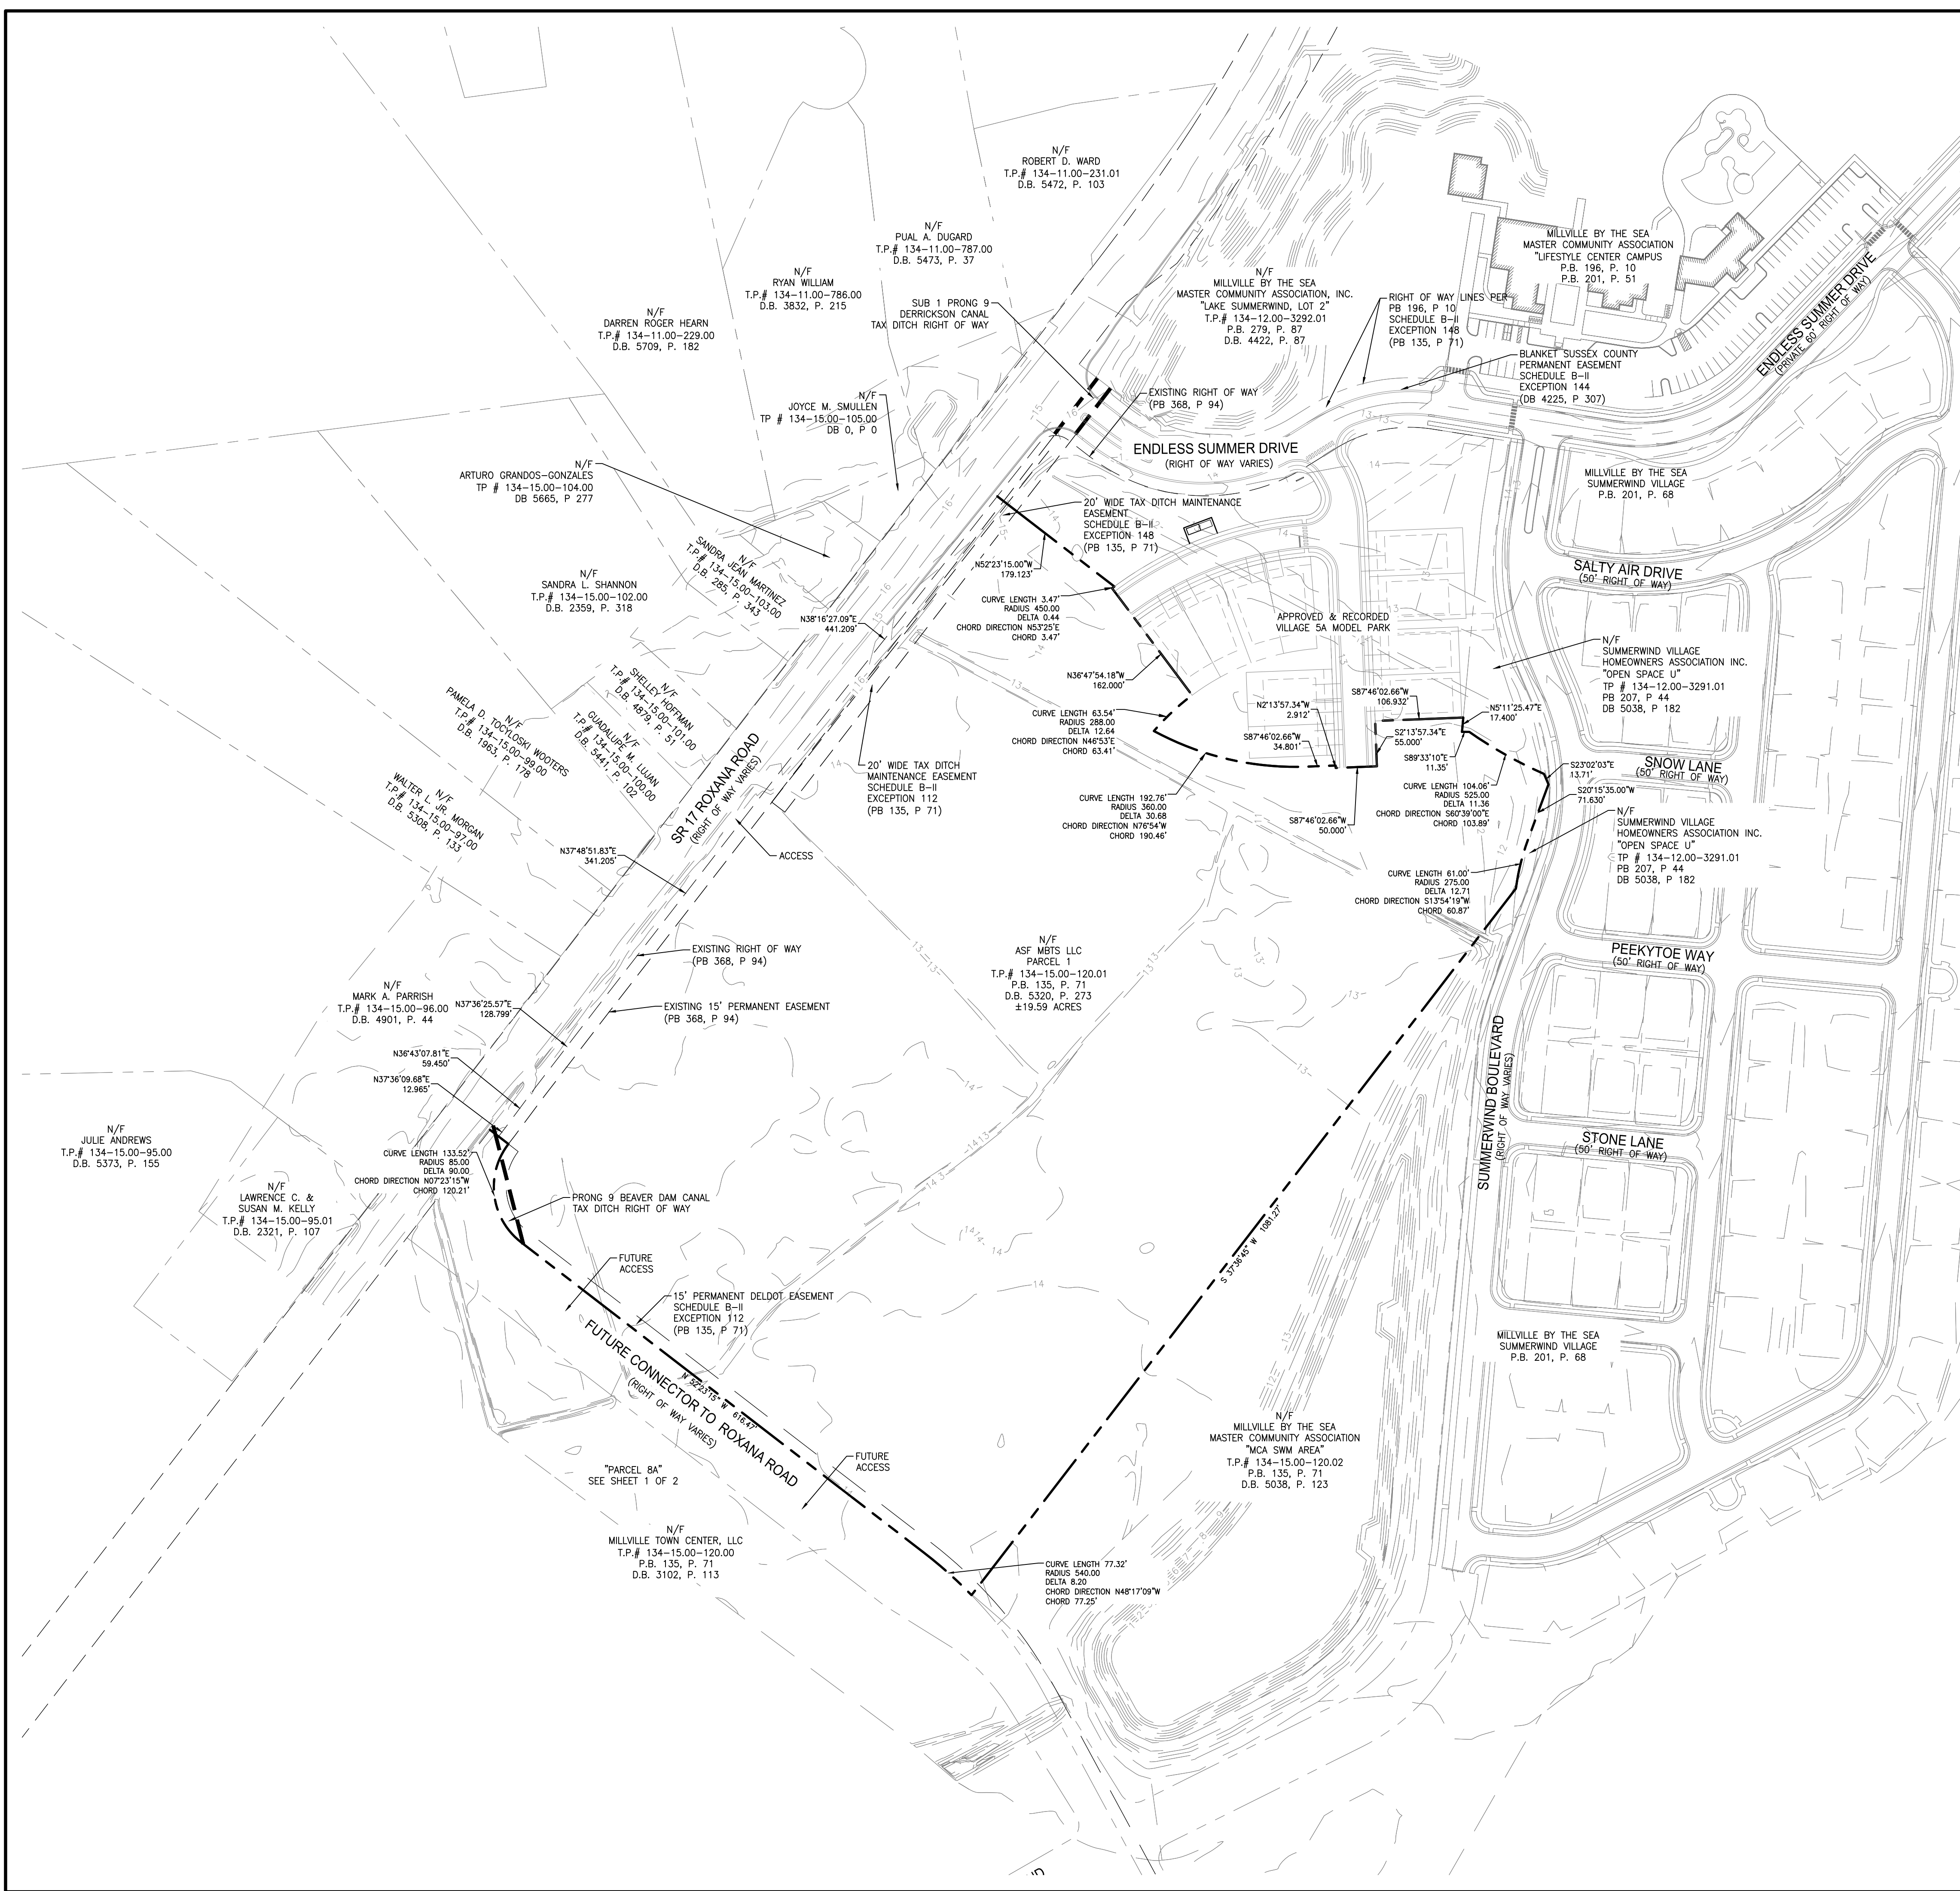 N/F
ROBERT D. WARD
T.P.# 134-11.00-231.01
D.B. 5472, P. 103
N/F
PUAL A. DUGARD
T.P.# 134-11.00-787.00
D.B. 5473, P. 37
N/F
RYAN WILLIAM
T.P.# 134-11.00-786.00
D.B. 3832, P. 215
N/F
DARREN ROGER HEARN
T.P.# 134-11.00-229.00
D.B. 5709, P. 182
SUB 1 PRONG 9
DERRICKSON CANAL
TAX DITCH RIGHT OF WAY
N/F
MILLVILLE BY THE SEA
MASTER COMMUNITY ASSOCIATION, INC.
"LAKE SUMMERWIND, LOT 2"
T.P.# 134-12.00-3292.01
P.B. 279, P. 87
D.B. 4422, P. 87
MILLVILLE BY THE SEA
MASTER COMMUNITY ASSOCIATION
"LIFESTYLE CENTER CAMPUS
P.B. 196, P. 10
P.B. 201, P. 51
RIGHT OF WAY LINES PER
PB 196, P 10
SCHEDULE B-II
EXCEPTION 148
(PB 135, P 71)
BLANKET SUSSEX COUNTY
PERMANENT EASEMENT
SCHEDULE B-II
EXCEPTION 144
(DB 4225, P 307)
ENDLESS SUMMER DRIVE
(PRIVATE 60' RIGHT OF WAY)
N/F
JOYCE M. SMULLEN
TP # 134-15.00-105.00
DB 0, P 0
EXISTING RIGHT OF WAY
(PB 368, P 94)
ENDLESS SUMMER DRIVE
(RIGHT OF WAY VARIES)
N/F
ARTURO GRANDOS-GONZALES
TP # 134-15.00-104.00
DB 5665, P 277
MILLVILLE BY THE SEA
SUMMERWIND VILLAGE
P.B. 201, P. 68
20' WIDE TAX DITCH MAINTENANCE
EASEMENT
SCHEDULE B-II
EXCEPTION 148
(PB 135, P 71)
N/F
SANDRA JEAN MARTINEZ
T.P.# 134-15.00-103.00
D.B. 285, P. 343
N/F
SANDRA L. SHANNON
T.P.# 134-15.00-102.00
D.B. 2359, P. 318
N52°23'15.00"W
179.123'
SALTY AIR DRIVE
(50' RIGHT OF WAY)
CURVE LENGTH 3.47'
RADIUS 450.00
DELTA 0.44
CHORD DIRECTION N53°25'E
CHORD 3.47'
N38°16'27.09"E
441.209'
APPROVED & RECORDED
VILLAGE 5A MODEL PARK
N/F
SUMMERWIND VILLAGE
HOMEOWNERS ASSOCIATION INC.
"OPEN SPACE U"
TP # 134-12.00-3291.01
PB 207, P 44
DB 5038, P 182
N36°47'54.18"W
162.000'
N/F
SHELLEY HOFFMAN
T.P.# 134-15.00-101.00
D.B. 4879, P. 51
N/F
GUADALUPE M. LUJAN
T.P.# 134-15.00-100.00
D.B. 5441, P. 102
N/F
PAMELA D. TOCYLOSKI WOOTERS
T.P.# 134-15.00-99.00
D.B. 1963, P. 178
N/F
WALTER L. JR. MORGAN
T.P.# 134-15.00-97.00
D.B. 5308, P. 133
CURVE LENGTH 63.54'
RADIUS 288.00
DELTA 12.64
CHORD DIRECTION N46°53'E
CHORD 63.41'
N2°13'57.34"W
2.912'
S87°46'02.66"W
106.932'
N5°11'25.47"E
17.400'
S87°46'02.66"W
34.801'
S2°13'57.34"E
55.000'
S89°33'10"E
11.35'
SNOW LANE
(50' RIGHT OF WAY)
S23°02'03"E
13.71'
S20°15'35.00"W
71.630'
CURVE LENGTH 104.06'
RADIUS 525.00
DELTA 11.36
CHORD DIRECTION S60°39'00"E
CHORD 103.89'
SR 17 ROXANA ROAD
(RIGHT OF WAY VARIES)
20' WIDE TAX DITCH
MAINTENANCE EASEMENT
SCHEDULE B-II
EXCEPTION 112
(PB 135, P 71)
CURVE LENGTH 192.76'
RADIUS 360.00
DELTA 30.68
CHORD DIRECTION N76°54'W
CHORD 190.46'
S87°46'02.66"W
50.000'
N/F
SUMMERWIND VILLAGE
HOMEOWNERS ASSOCIATION INC.
"OPEN SPACE U"
TP # 134-12.00-3291.01
PB 207, P 44
DB 5038, P 182
ACCESS
N37°48'51.83"E
341.205'
CURVE LENGTH 61.00'
RADIUS 275.00
DELTA 12.71
CHORD DIRECTION S13°54'19"W
CHORD 60.87'
EXISTING RIGHT OF WAY
(PB 368, P 94)
N/F
ASF MBTS LLC
PARCEL 1
T.P.# 134-15.00-120.01
P.B. 135, P. 71
D.B. 5320, P. 273
±19.59 ACRES
PEEKYTOE WAY
(50' RIGHT OF WAY)
N/F
MARK A. PARRISH
T.P.# 134-15.00-96.00
D.B. 4901, P. 44
N37°36'25.57"E
128.799'
EXISTING 15' PERMANENT EASEMENT
(PB 368, P 94)
N36°43'07.81"E
59.450'
N37°36'09.68"E
12.965'
SUMMERWIND BOULEVARD
(RIGHT OF WAY VARIES)
STONE LANE
(50' RIGHT OF WAY)
N/F
JULIE ANDREWS
T.P.# 134-15.00-95.00
D.B. 5373, P. 155
CURVE LENGTH 133.52'
RADIUS 85.00
DELTA 90.00
CHORD DIRECTION N07°23'15"W
CHORD 120.21'
N/F
LAWRENCE C. &
SUSAN M. KELLY
T.P.# 134-15.00-95.01
D.B. 2321, P. 107
PRONG 9 BEAVER DAM CANAL
TAX DITCH RIGHT OF WAY
S 37°36'45" W 1081.27'
FUTURE
ACCESS
15' PERMANENT DELDOT EASEMENT
SCHEDULE B-II
EXCEPTION 112
(PB 135, P 71)
FUTURE CONNECTOR TO ROXANA ROAD
(RIGHT OF WAY VARIES)
N 52°23'15" W 616.47'
MILLVILLE BY THE SEA
SUMMERWIND VILLAGE
P.B. 201, P. 68
N/F
MILLVILLE BY THE SEA
MASTER COMMUNITY ASSOCIATION
"MCA SWM AREA"
T.P.# 134-15.00-120.02
P.B. 135, P. 71
D.B. 5038, P. 123
FUTURE
ACCESS
"PARCEL 8A"
SEE SHEET 1 OF 2
N/F
MILLVILLE TOWN CENTER, LLC
T.P.# 134-15.00-120.00
P.B. 135, P. 71
D.B. 3102, P. 113
CURVE LENGTH 77.32'
RADIUS 540.00
DELTA 8.20
CHORD DIRECTION N48°17'09"W
CHORD 77.25'